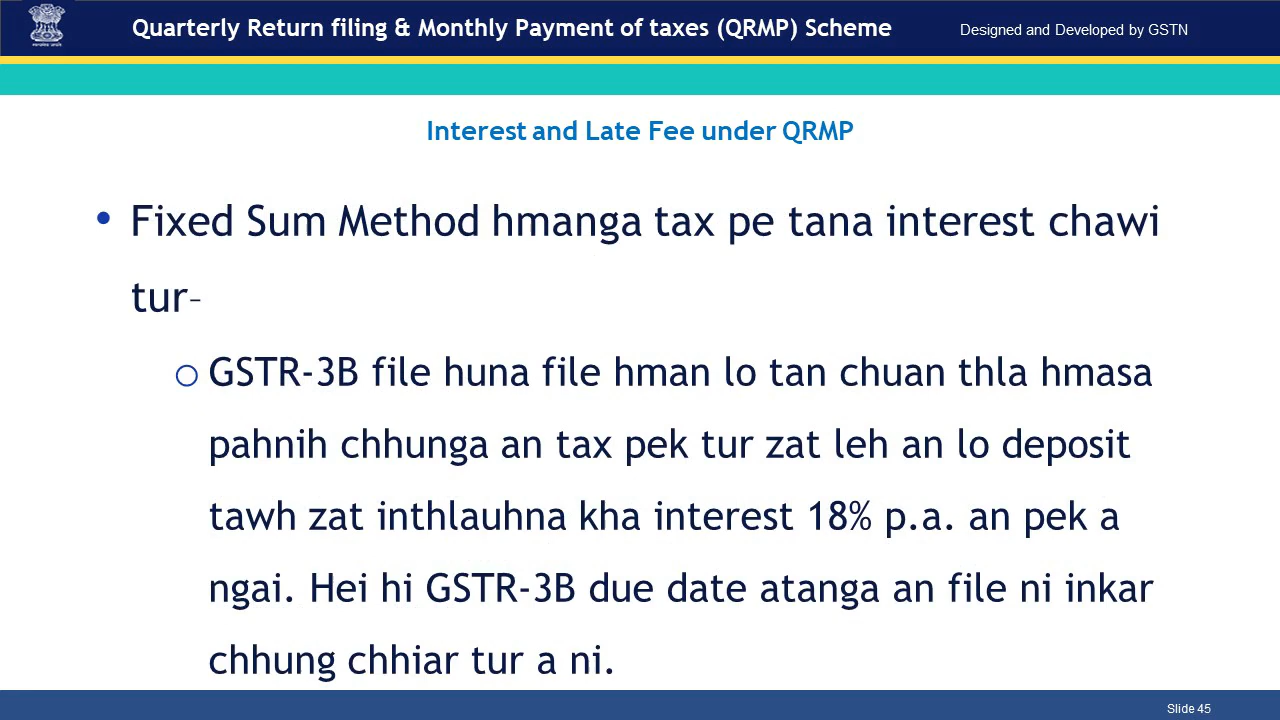 Quarterly Return filing & Monthly Payment of taxes (QRMP) Scheme
Designed and Developed by GSTN
Interest and Late Fee under QRMP
• Fixed Sum Method hmanga tax pe tana interest chawi
tur–
o GSTR-3B file huna file hman lo tan chuan thla hmasa
pahnih chhunga an tax pek tur zat leh an lo deposit
tawh zat inthlauhna kha interest 18% p.a. an pek a
ngai. Hei hi GSTR-3B due date atanga an file ni inkar
chhung chhiar tur a ni.
Slide 45